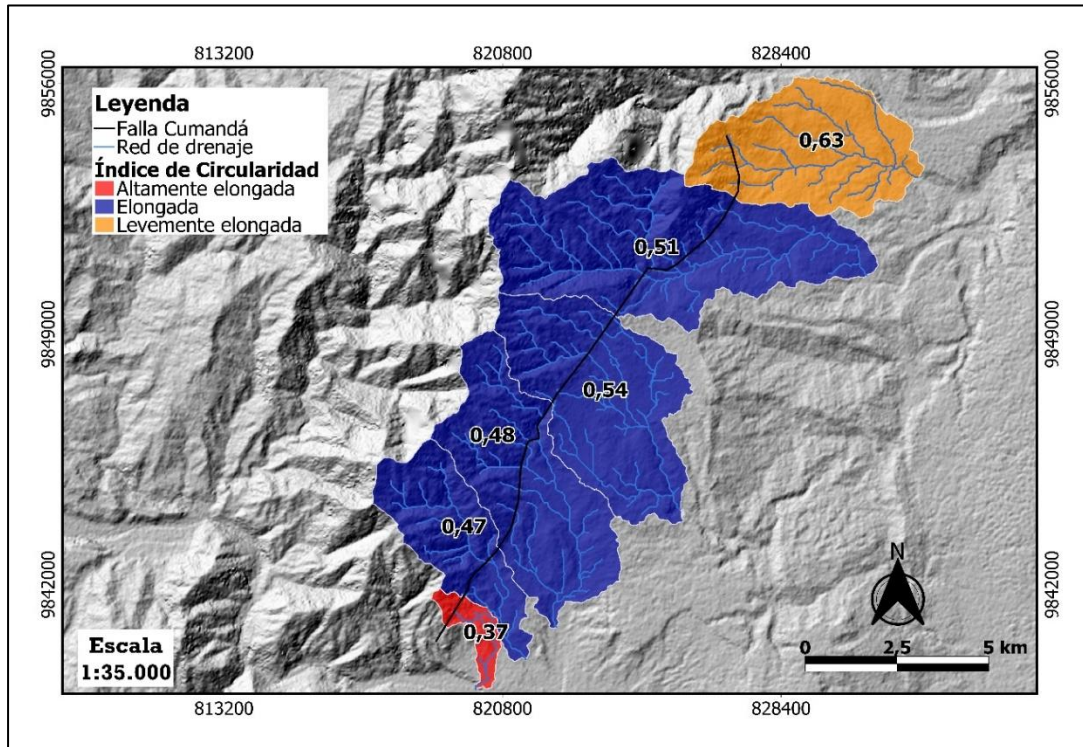 813200
820800
828400
9856000
9856000
Leyenda
Falla Cumandá
Red de drenaje
Índice de Circularidad
Altamente elongada
Elongada
Levemente elongada
0,63
0,51
9849000
9849000
0,54
0,48
0,47
9842000
9842000
N
0,37
Escala
1:35.000
0
2,5
5 km
813200
820800
828400